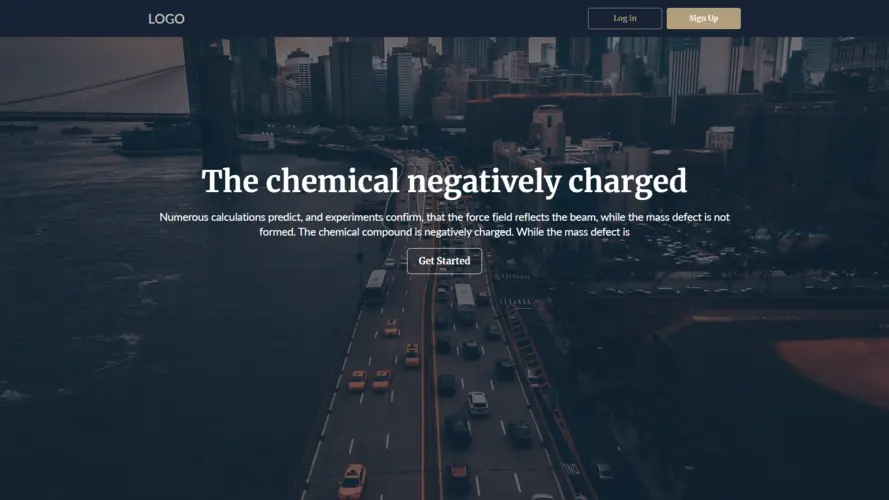 LOGO
Log in
Sign Up
The chemical negatively charged
Numerous calculations predict, and experiments confirm, that the force field reflects the beam, while the mass defect is not
formed. The chemical compound is negatively charged. While the mass defect is
Get Started